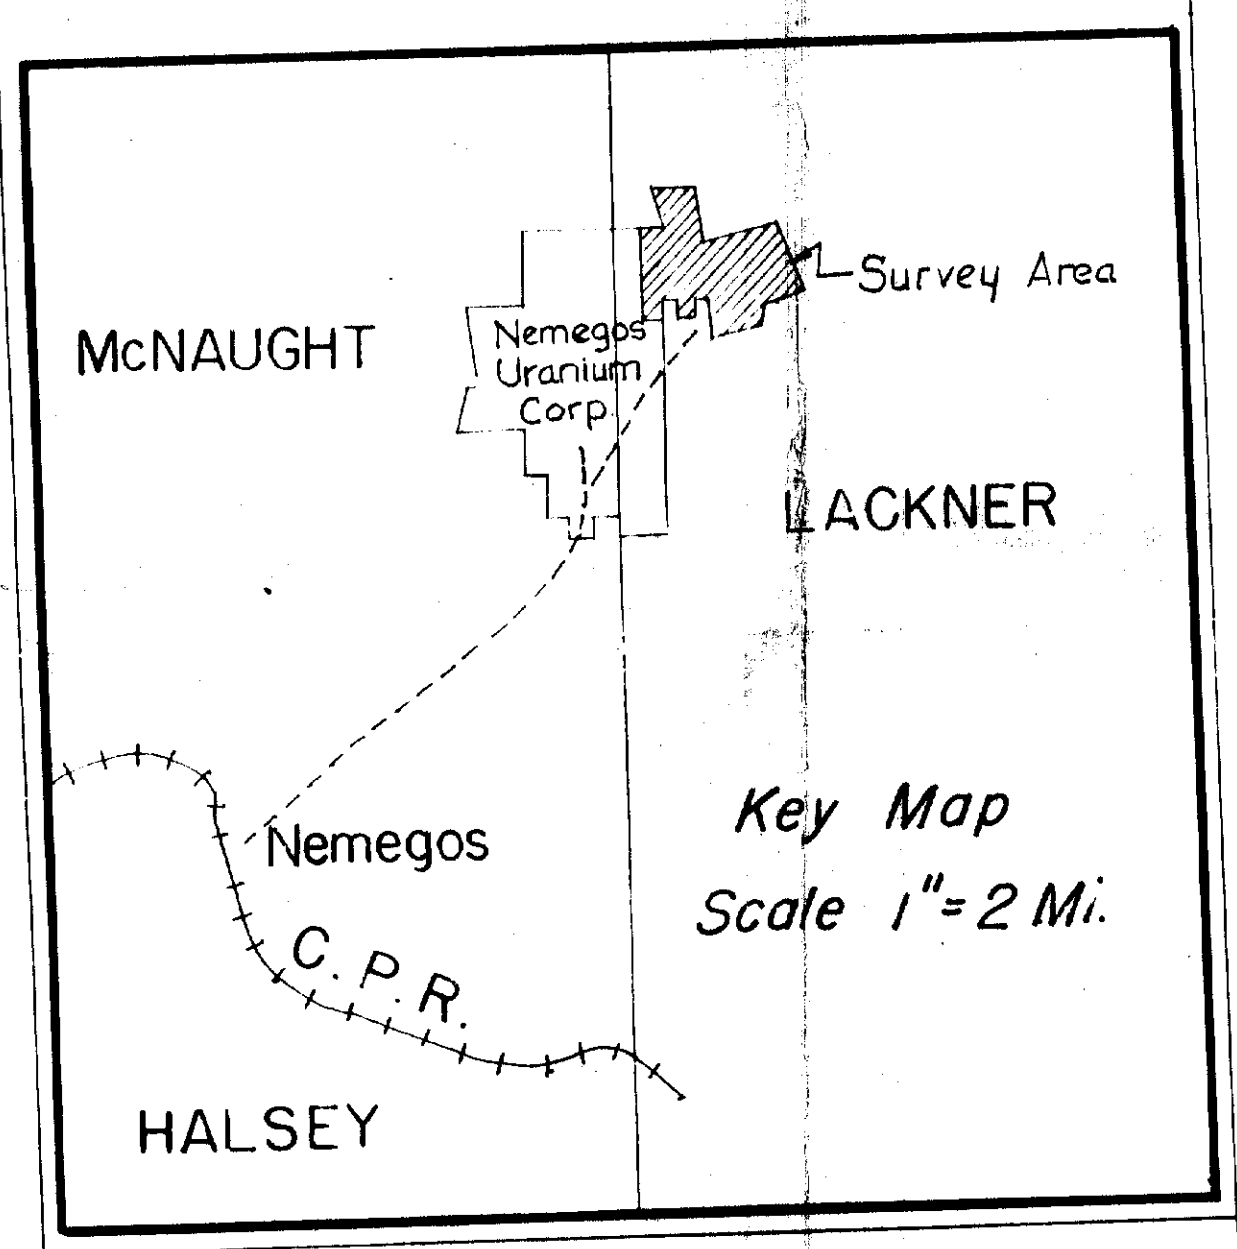 Survey Area
McNAUGHT
Nemegos
Uranium
Corp.
LACKNER
Key Map
Nemegos
Scale 1"=2 Mi.
C. P. R.
HALSEY